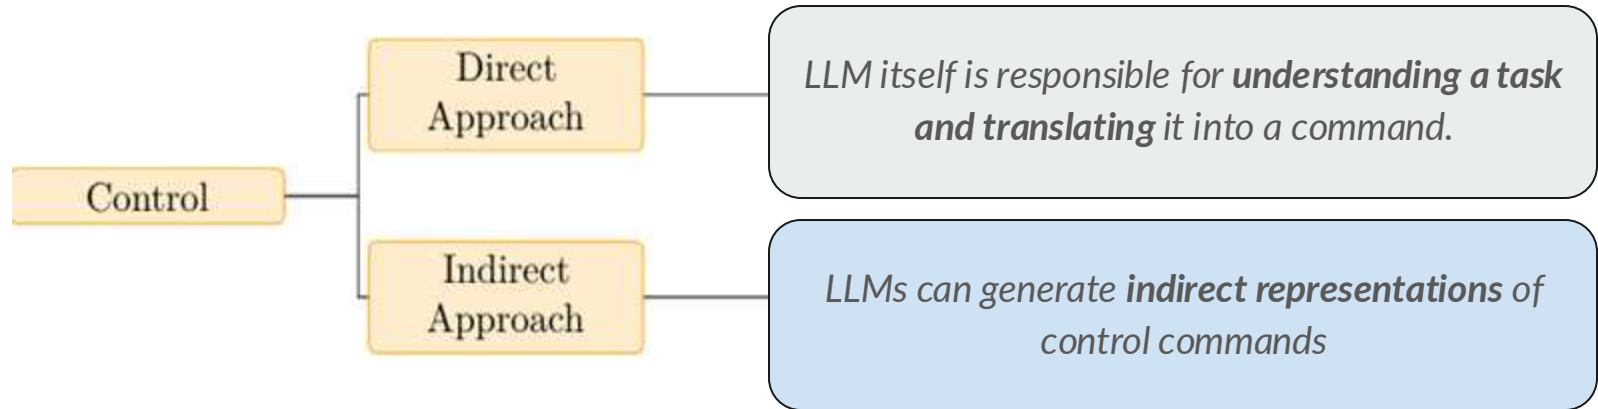 Control
Direct
Approach
LLM itself is responsible for understanding a task
and translating it into a command.
Indirect
Approach
LLMs can generate indirect representations of
control commands